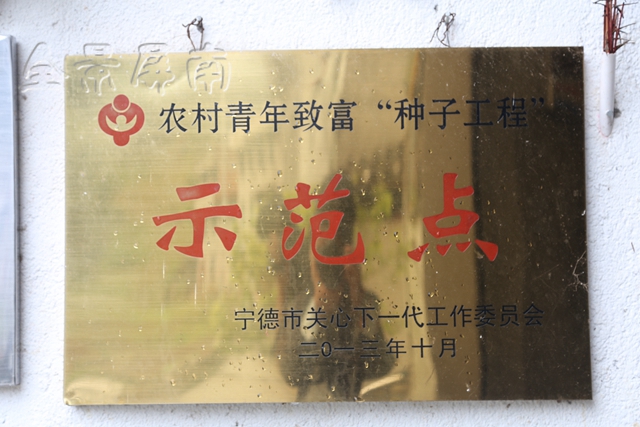 全景屏南
农村青年致富“种子工程”
示范点
宁德市关心下一代工作委员会
二0一三年十月